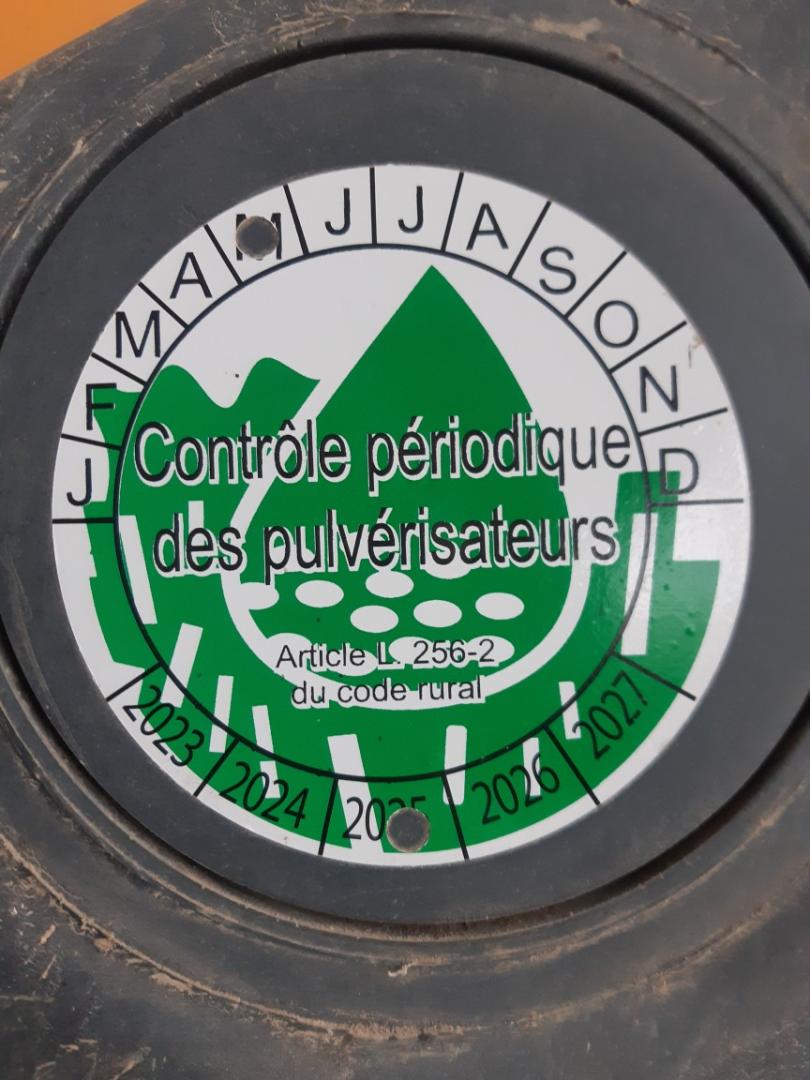 J F M A M J J A S O N D
Contrôle périodique
des pulvérisateurs
Article L. 256-2
du code rural
2023 2024 2025 2026 2027